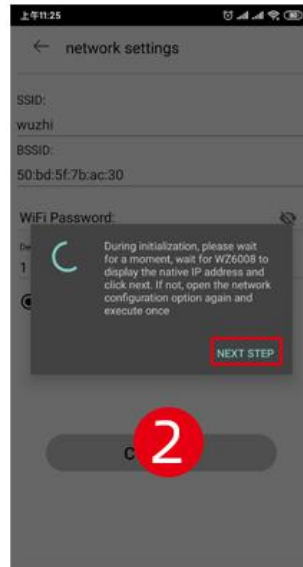 上午11:25
← network settings
SSID:
wuzhi
BSSID:
50:bd:5f:7b:ac:30
WiFi Password:
During initialization, please wait
for a moment, wait for WZ6008 to
display the native IP address and
click next. If not, open the network
configuration option again and
execute once
1
NEXT STEP
C
2